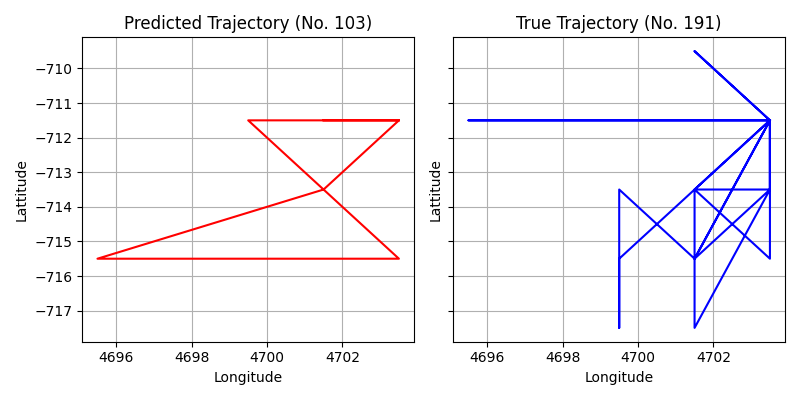 Predicted Trajectory (No. 103)
True Trajectory (No. 191)
Lattitude
−710
−711
−712
−713
−714
−715
−716
−717
4696
4698
4700
4702
Longitude
Lattitude
4696
4698
4700
4702
Longitude